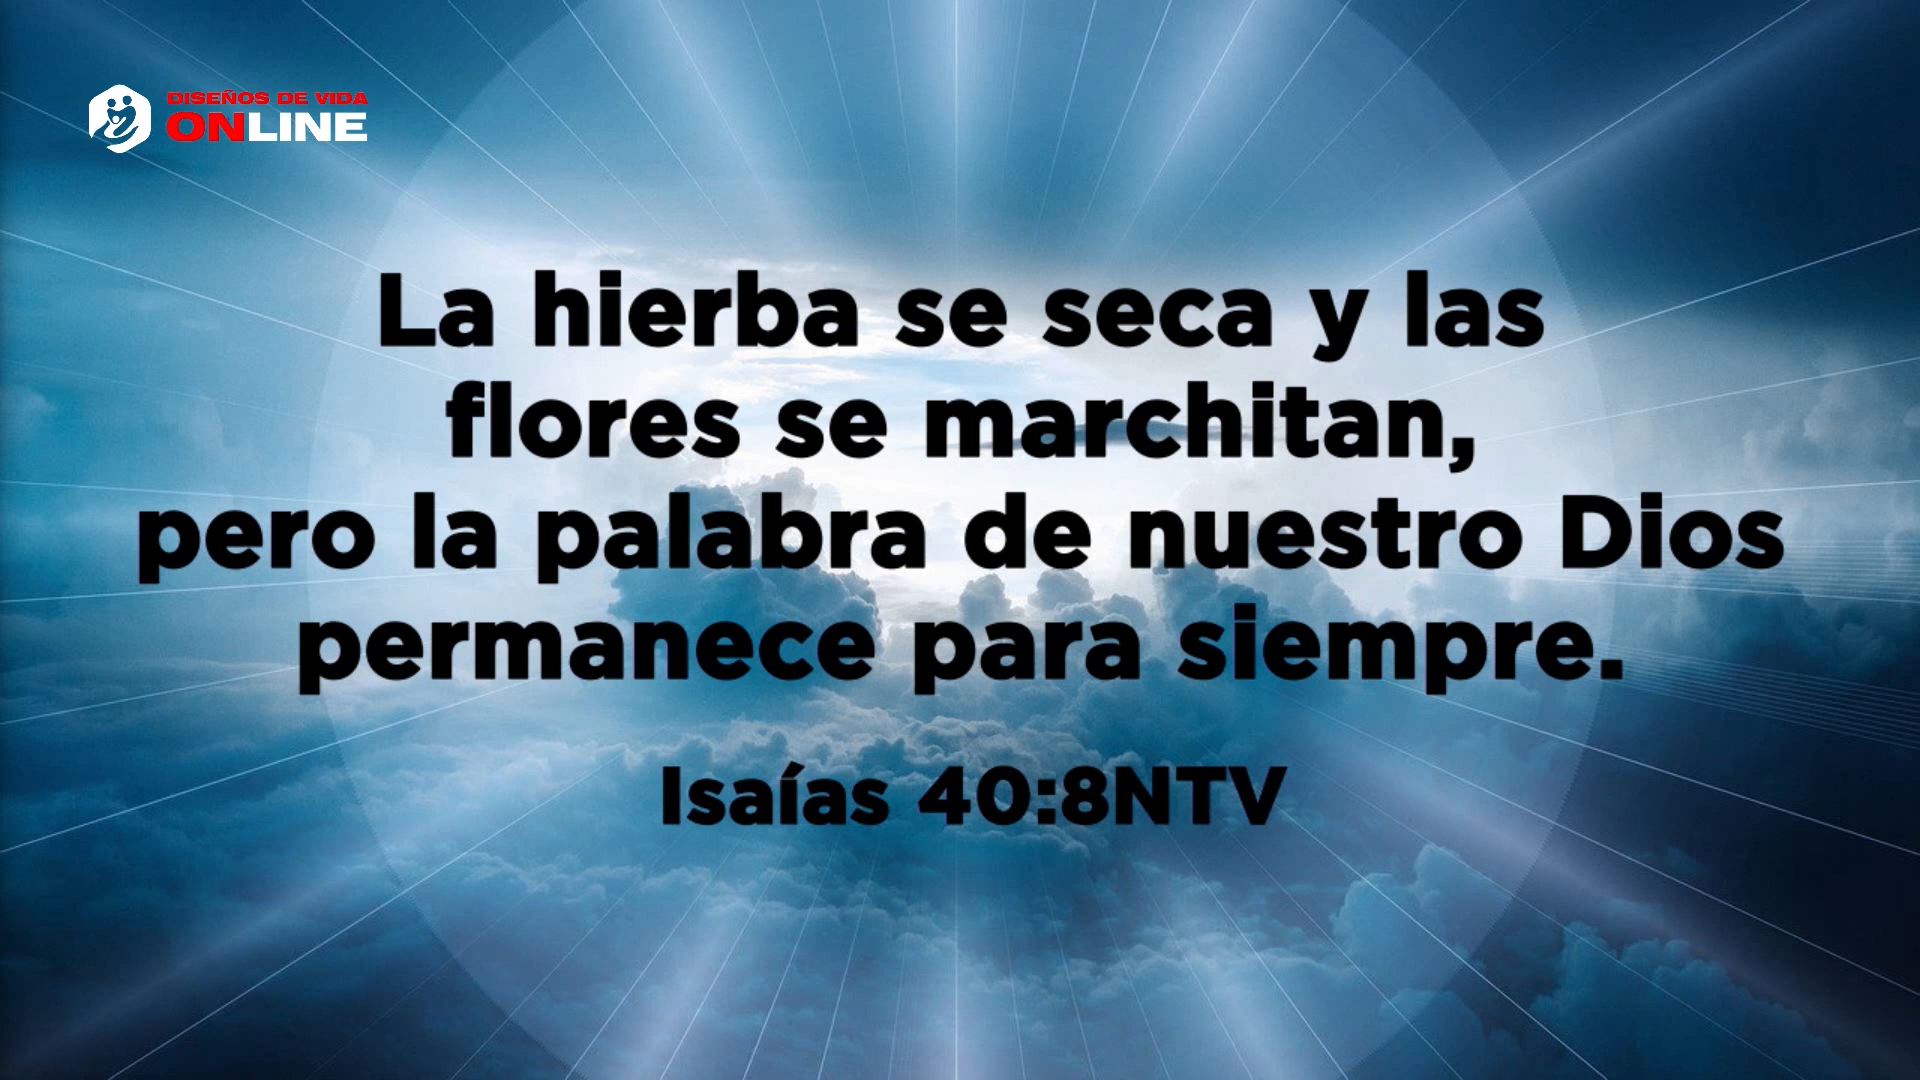 DISEÑOS DE VIDA
ONLINE
La hierba se seca y las
flores se marchitan,
pero la palabra de nuestro Dios
permanece para siempre.
Isaías 40:8NTV